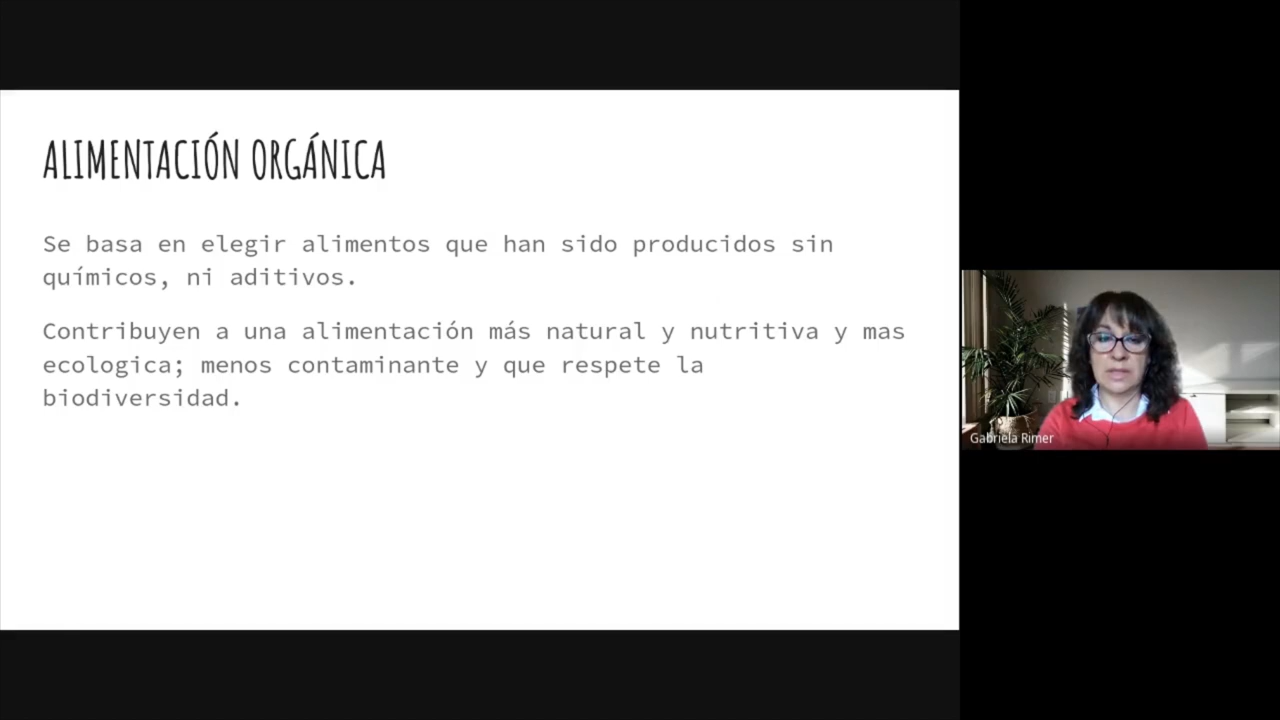 ALIMENTACIÓN ORGÁNICA
Se basa en elegir alimentos que han sido producidos sin
químicos, ni aditivos.
Contribuyen a una alimentación más natural y nutritiva y mas
ecologica; menos contaminante y que respete la
biodiversidad.
Gabriela Rimer